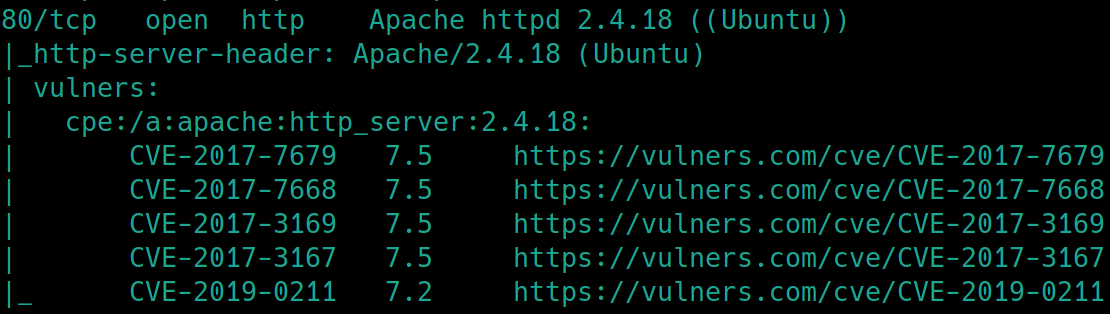 80/tcp   open  http    Apache httpd 2.4.18 ((Ubuntu))
|_http-server-header: Apache/2.4.18 (Ubuntu)
| vulners:
|   cpe:/a:apache:http_server:2.4.18:
|       CVE-2017-7679   7.5     https://vulners.com/cve/CVE-2017-7679
|       CVE-2017-7668   7.5     https://vulners.com/cve/CVE-2017-7668
|       CVE-2017-3169   7.5     https://vulners.com/cve/CVE-2017-3169
|       CVE-2017-3167   7.5     https://vulners.com/cve/CVE-2017-3167
|_      CVE-2019-0211   7.2     https://vulners.com/cve/CVE-2019-0211